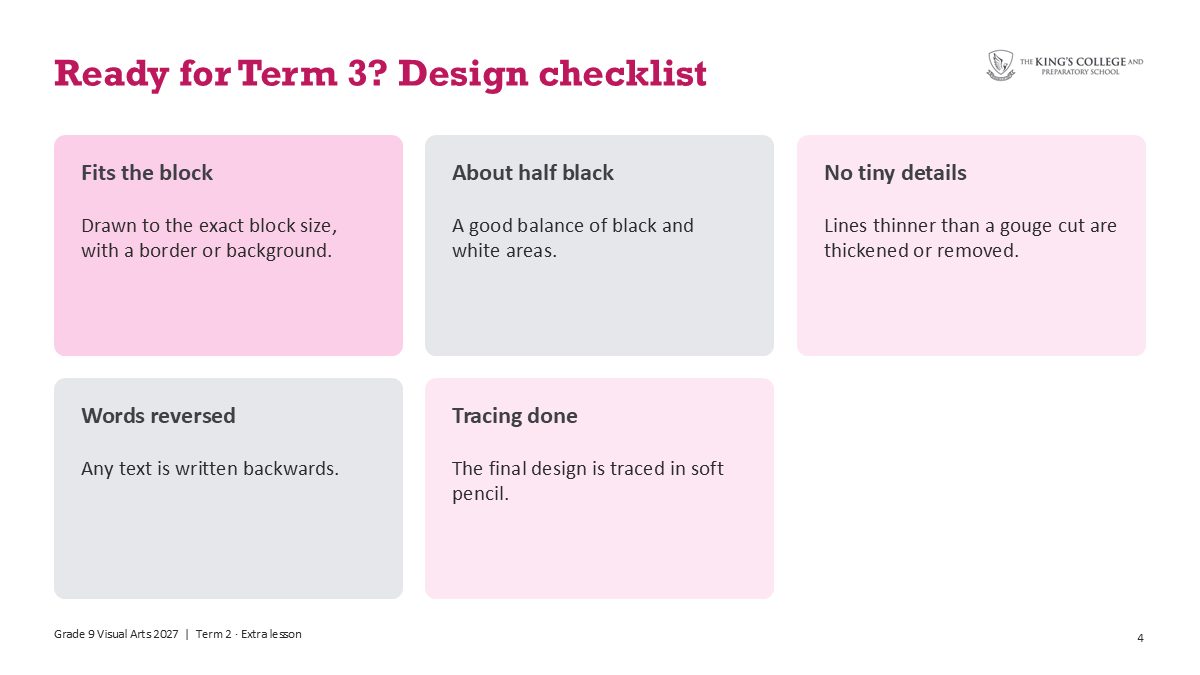 Ready for Term 3? Design checklist
THE KING'S COLLEGE AND
PREPARATORY SCHOOL
Fits the block
Drawn to the exact block size,
with a border or background.
About half black
A good balance of black and
white areas.
No tiny details
Lines thinner than a gouge cut are
thickened or removed.
Words reversed
Any text is written backwards.
Tracing done
The final design is traced in soft
pencil.
Grade 9 Visual Arts 2027 | Term 2 · Extra lesson
4